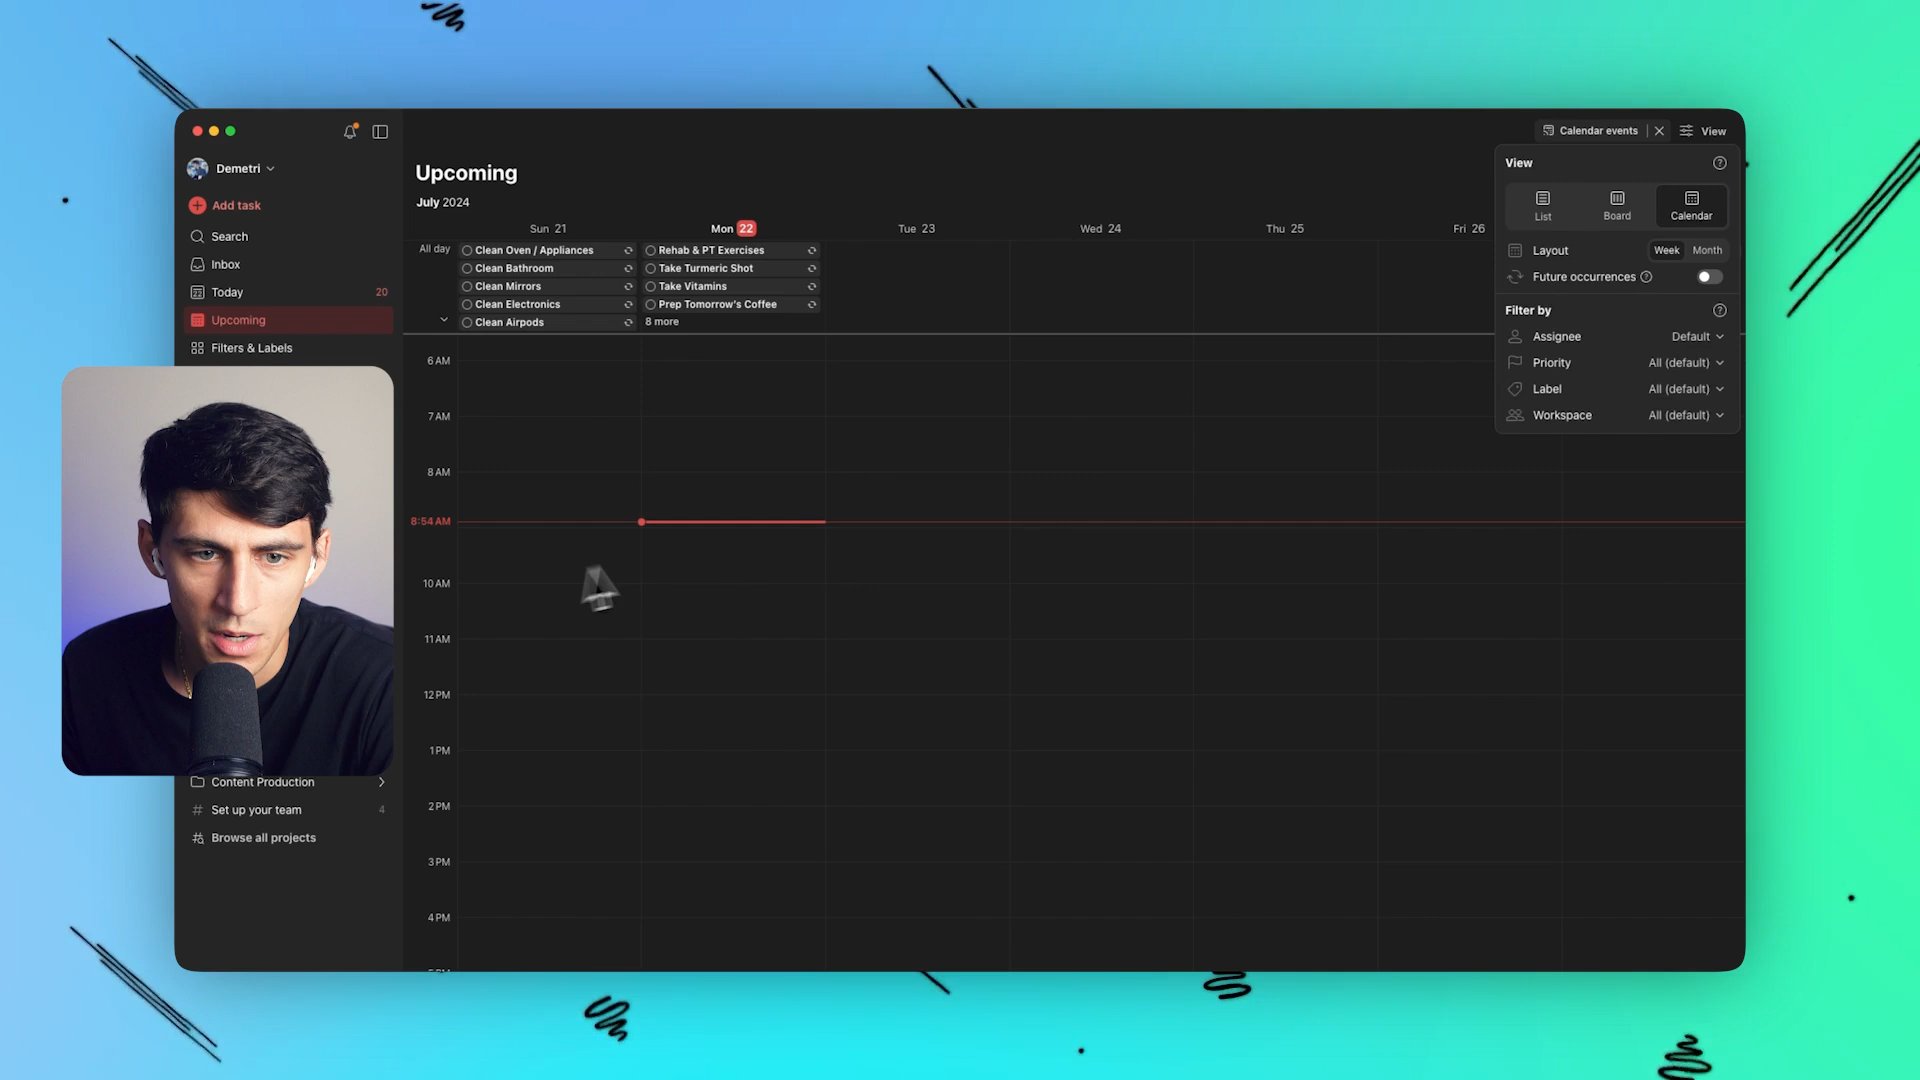 Calendar events
View
Demetri
Add task
Search
Inbox
Today 20
Upcoming
Filters & Labels
Content Production
Set up your team 4
Browse all projects
Upcoming
July 2024
Sun 21 Mon 22 Tue 23 Wed 24 Thu 25 Fri 26
All day
Clean Oven / Appliances
Clean Bathroom
Clean Mirrors
Clean Electronics
Clean Airpods
Rehab & PT Exercises
Take Turmeric Shot
Take Vitamins
Prep Tomorrow's Coffee
8 more
6 AM
7 AM
8 AM
8:54 AM
10 AM
11 AM
12 PM
1 PM
2 PM
3 PM
4 PM
View
List Board Calendar
Layout Week Month
Future occurrences
Filter by
Assignee Default
Priority All (default)
Label All (default)
Workspace All (default)